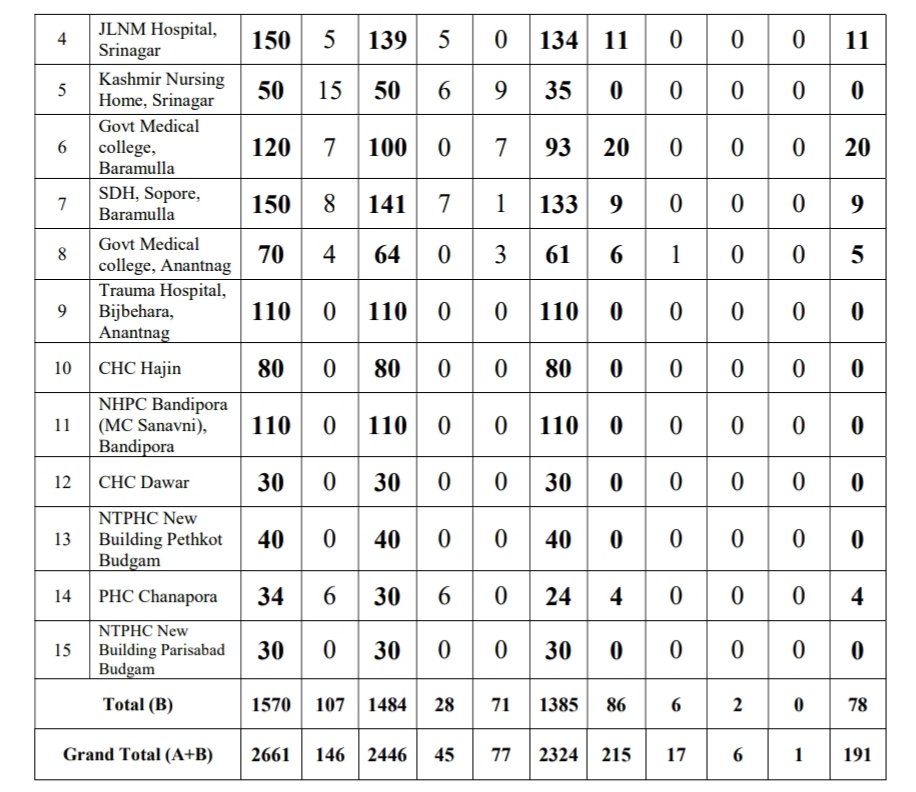 4 JLNM Hospital, Srinagar 150 5 139 5 0 134 11 0 0 0 11
5 Kashmir Nursing Home, Srinagar 50 15 50 6 9 35 0 0 0 0 0
6 Govt Medical college, Baramulla 120 7 100 0 7 93 20 0 0 0 20
7 SDH, Sopore, Baramulla 150 8 141 7 1 133 9 0 0 0 9
8 Govt Medical college, Anantnag 70 4 64 0 3 61 6 1 0 0 5
9 Trauma Hospital, Bijbehara, Anantnag 110 0 110 0 0 110 0 0 0 0 0
10 CHC Hajin 80 0 80 0 0 80 0 0 0 0 0
11 NHPC Bandipora (MC Sanavni), Bandipora 110 0 110 0 0 110 0 0 0 0 0
12 CHC Dawar 30 0 30 0 0 30 0 0 0 0 0
13 NTPHC New Building Pethkot Budgam 40 0 40 0 0 40 0 0 0 0 0
14 PHC Chanapora 34 6 30 6 0 24 4 0 0 0 4
15 NTPHC New Building Parisabad Budgam 30 0 30 0 0 30 0 0 0 0 0
Total (B) 1570 107 1484 28 71 1385 86 6 2 0 78
Grand Total (A+B) 2661 146 2446 45 77 2324 215 17 6 1 191